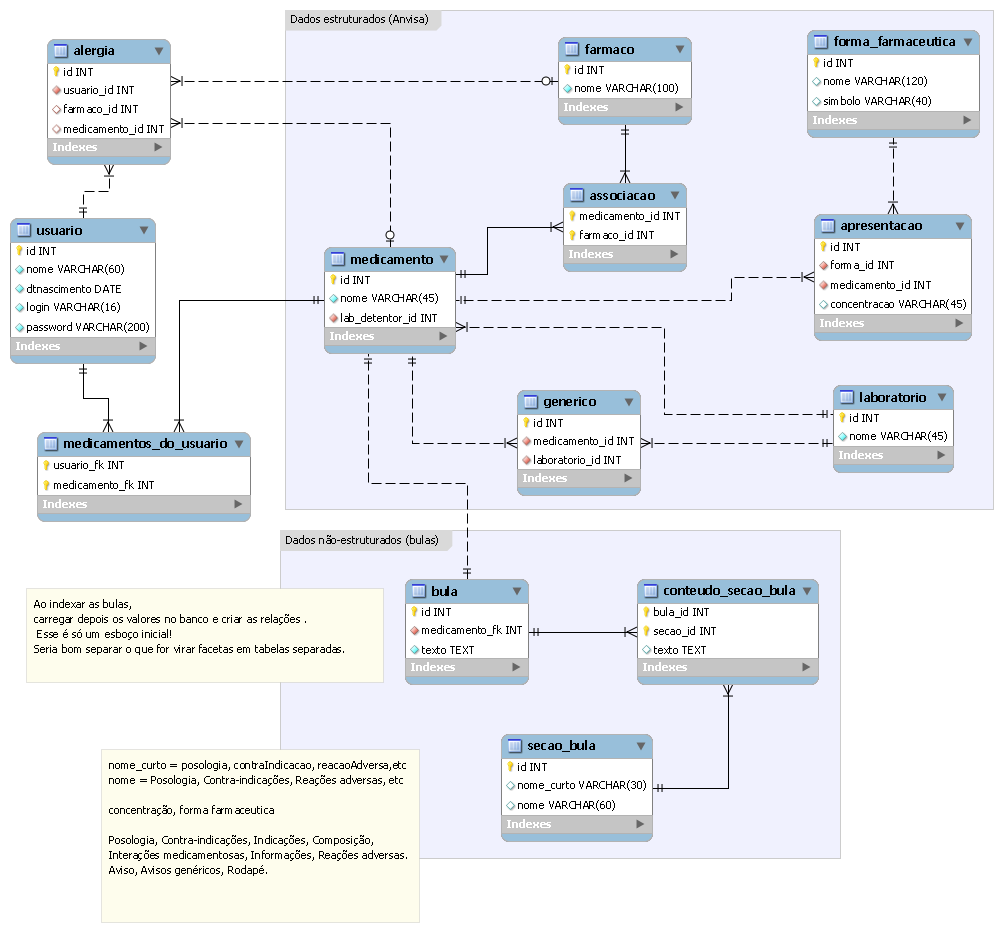 Dados estruturados (Anvisa)
alergia
id INT
usuario_id INT
farmaco_id INT
medicamento_id INT
Indexes
farmaco
id INT
nome VARCHAR(100)
Indexes
forma_farmaceutica
id INT
nome VARCHAR(120)
simbolo VARCHAR(40)
Indexes
associacao
medicamento_id INT
farmaco_id INT
Indexes
usuario
id INT
nome VARCHAR(60)
dtnascimento DATE
login VARCHAR(16)
password VARCHAR(200)
Indexes
medicamento
id INT
nome VARCHAR(45)
lab_detentor_id INT
Indexes
apresentacao
id INT
forma_id INT
medicamento_id INT
concentracao VARCHAR(45)
Indexes
generico
id INT
medicamento_id INT
laboratorio_id INT
Indexes
laboratorio
id INT
nome VARCHAR(45)
Indexes
medicamentos_do_usuario
usuario_fk INT
medicamento_fk INT
Indexes
Dados não-estruturados (bulas)
bula
id INT
medicamento_fk INT
texto TEXT
Indexes
conteudo_secao_bula
bula_id INT
secao_id INT
texto TEXT
Indexes
Ao indexar as bulas,
carregar depois os valores no banco e criar as relações .
Esse é só um esboço inicial!
Seria bom separar o que for virar facetas em tabelas separadas.
secao_bula
id INT
nome_curto VARCHAR(30)
nome VARCHAR(60)
Indexes
nome_curto = posologia, contraIndicacao, reacaoAdversa,etc
nome = Posologia, Contra-indicações, Reações adversas, etc
concentração, forma farmaceutica
Posologia, Contra-indicações, Indicações, Composição,
Interações medicamentosas, Informações, Reações adversas.
Aviso, Avisos genéricos, Rodapé.